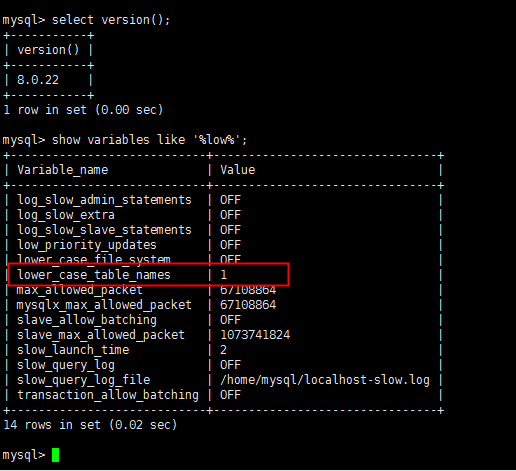 mysql> select version();
+-----------+
| version() |
+-----------+
| 8.0.22    |
+-----------+
1 row in set (0.00 sec)
mysql> show variables like '%low%';
+----------------------------+-------------------------------+
| Variable_name              | Value                         |
+----------------------------+-------------------------------+
| log_slow_admin_statements  | OFF                           |
| log_slow_extra             | OFF                           |
| log_slow_slave_statements  | OFF                           |
| low_priority_updates       | OFF                           |
| lower_case_file_system     | OFF                           |
| lower_case_table_names     | 1                             |
| max_allowed_packet         | 67108864                      |
| mysqlx_max_allowed_packet  | 67108864                      |
| slave_allow_batching       | OFF                           |
| slave_max_allowed_packet   | 1073741824                    |
| slow_launch_time           | 2                             |
| slow_query_log             | OFF                           |
| slow_query_log_file        | /home/mysql/localhost-slow.log |
| transaction_allow_batching | OFF                           |
+----------------------------+-------------------------------+
14 rows in set (0.02 sec)
mysql>